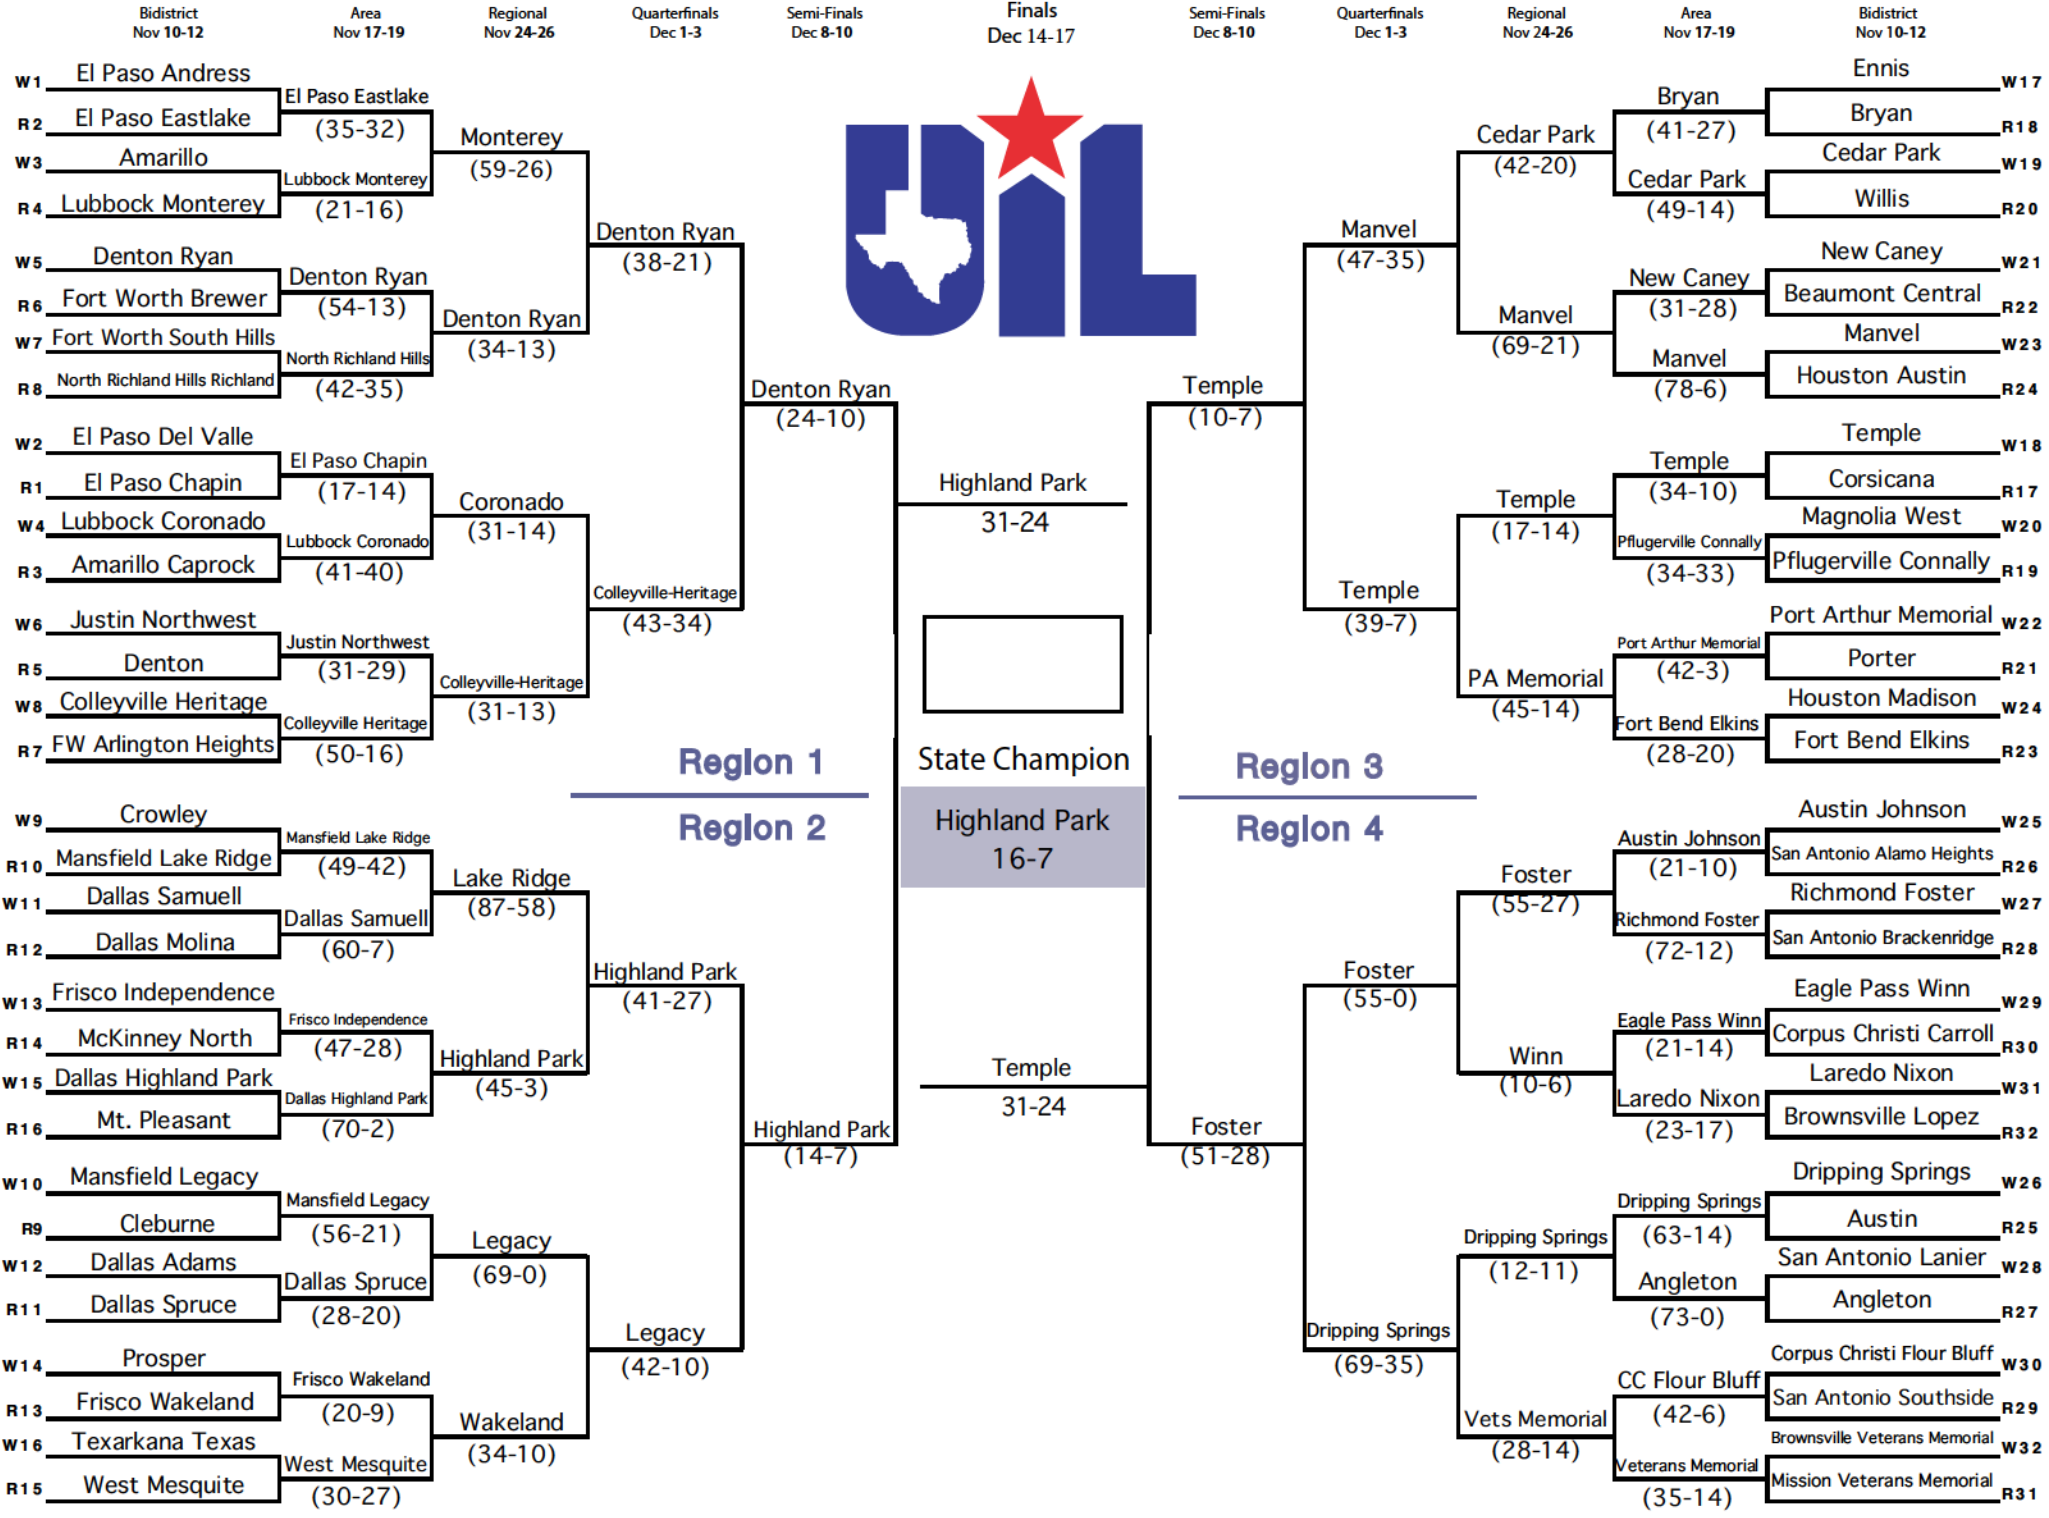 Bidistrict
Nov 10-12
Area
Nov 17-19
Regional
Nov 24-26
Quarterfinals
Dec 1-3
Semi-Finals
Dec 8-10
Finals
Dec 14-17
Semi-Finals
Dec 8-10
Quarterfinals
Dec 1-3
Regional
Nov 24-26
Area
Nov 17-19
Bidistrict
Nov 10-12
W1 El Paso Andress
R2 El Paso Eastlake
W3 Amarillo
R4 Lubbock Monterey
W5 Denton Ryan
R6 Fort Worth Brewer
W7 Fort Worth South Hills
R8 North Richland Hills Richland
W2 El Paso Del Valle
R1 El Paso Chapin
W4 Lubbock Coronado
R3 Amarillo Caprock
W6 Justin Northwest
R5 Denton
W8 Colleyville Heritage
R7 FW Arlington Heights
W9 Crowley
R10 Mansfield Lake Ridge
W11 Dallas Samuell
R12 Dallas Molina
W13 Frisco Independence
R14 McKinney North
W15 Dallas Highland Park
R16 Mt. Pleasant
W10 Mansfield Legacy
R9 Cleburne
W12 Dallas Adams
R11 Dallas Spruce
W14 Prosper
R13 Frisco Wakeland
W16 Texarkana Texas
R15 West Mesquite
El Paso Eastlake
(35-32)
Lubbock Monterey
(21-16)
Denton Ryan
(54-13)
North Richland Hills
(42-35)
El Paso Chapin
(17-14)
Lubbock Coronado
(41-40)
Justin Northwest
(31-29)
Colleyville Heritage
(50-16)
Mansfield Lake Ridge
(49-42)
Dallas Samuell
(60-7)
Frisco Independence
(47-28)
Dallas Highland Park
(70-2)
Mansfield Legacy
(56-21)
Dallas Spruce
(28-20)
Frisco Wakeland
(20-9)
West Mesquite
(30-27)
Monterey
(59-26)
Denton Ryan
(34-13)
Coronado
(31-14)
Colleyville-Heritage
(31-13)
Lake Ridge
(87-58)
Highland Park
(45-3)
Legacy
(69-0)
Wakeland
(34-10)
Denton Ryan
(38-21)
Colleyville-Heritage
(43-34)
Highland Park
(41-27)
Legacy
(42-10)
Denton Ryan
(24-10)
Highland Park
(14-7)
Region 1
Region 2
UIL
Highland Park
31-24
State Champion
Highland Park
16-7
Temple
31-24
Region 3
Region 4
Temple
(10-7)
Foster
(51-28)
Manvel
(47-35)
Temple
(39-7)
Foster
(55-0)
Dripping Springs
(69-35)
Cedar Park
(42-20)
Manvel
(69-21)
Temple
(17-14)
PA Memorial
(45-14)
Foster
(55-27)
Winn
(10-6)
Dripping Springs
(12-11)
Vets Memorial
(28-14)
Bryan
(41-27)
Cedar Park
(49-14)
New Caney
(31-28)
Manvel
(78-6)
Temple
(34-10)
Pflugerville Connally
(34-33)
Port Arthur Memorial
(42-3)
Fort Bend Elkins
(28-20)
Austin Johnson
(21-10)
Richmond Foster
(72-12)
Eagle Pass Winn
(21-14)
Laredo Nixon
(23-17)
Dripping Springs
(63-14)
Angleton
(73-0)
CC Flour Bluff
(42-6)
Veterans Memorial
(35-14)
Ennis W17
Bryan R18
Cedar Park W19
Willis R20
New Caney W21
Beaumont Central R22
Manvel W23
Houston Austin R24
Temple W18
Corsicana R17
Magnolia West W20
Pflugerville Connally R19
Port Arthur Memorial W22
Porter R21
Houston Madison W24
Fort Bend Elkins R23
Austin Johnson W25
San Antonio Alamo Heights R26
Richmond Foster W27
San Antonio Brackenridge R28
Eagle Pass Winn W29
Corpus Christi Carroll R30
Laredo Nixon W31
Brownsville Lopez R32
Dripping Springs W26
Austin R25
San Antonio Lanier W28
Angleton R27
Corpus Christi Flour Bluff W30
San Antonio Southside R29
Brownsville Veterans Memorial W32
Mission Veterans Memorial R31